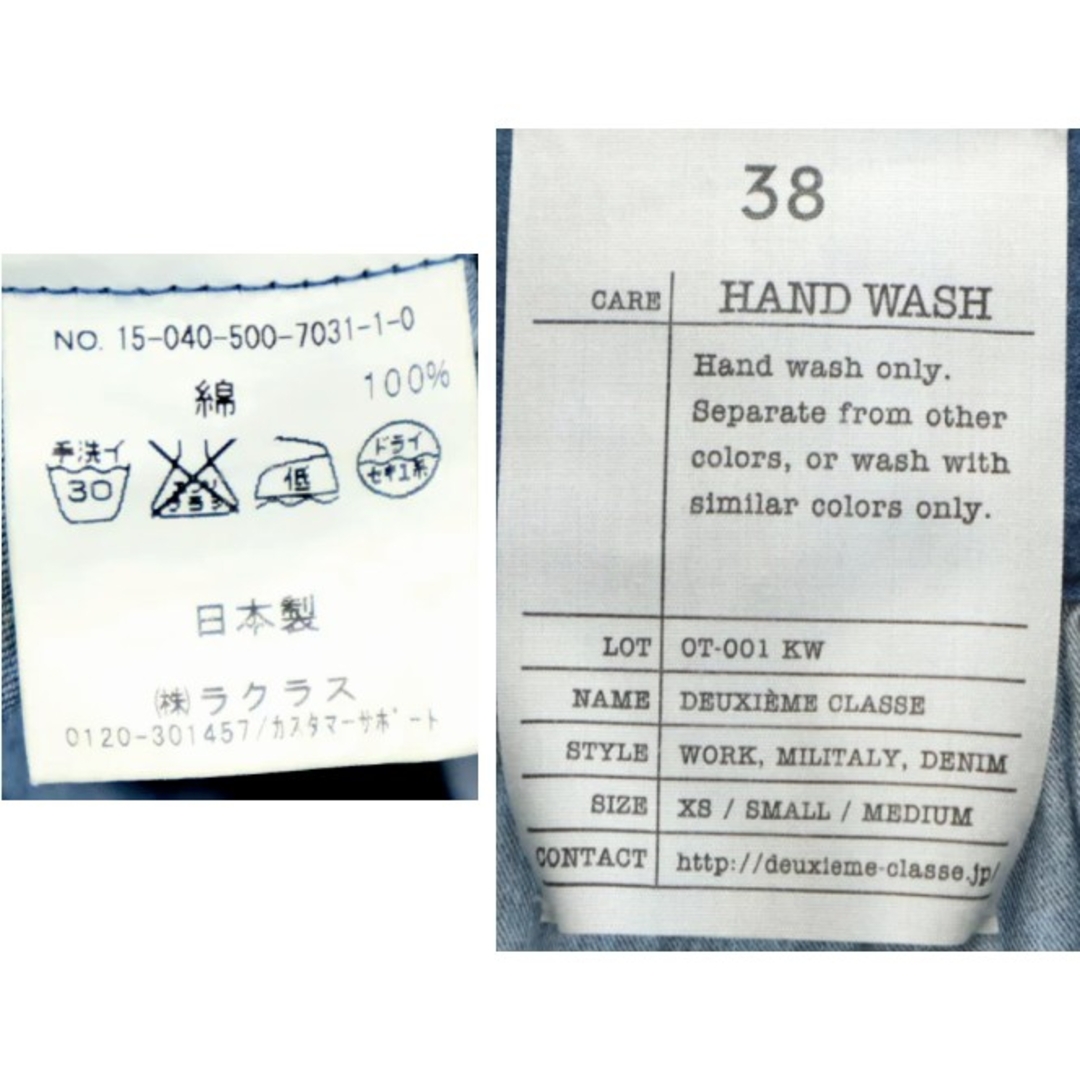 NO. 15-040-500-7031-1-0
綿 100%
手洗イ
30
低
ドライ
セキユ系
日本製
㈱ラクラス
0120-301457/カスタマーサポート
38
CARE HAND WASH
Hand wash only.
Separate from other
colors, or wash with
similar colors only.
LOT OT-001 KW
NAME DEUXIÈME CLASSE
STYLE WORK, MILITALY, DENIM
SIZE XS / SMALL / MEDIUM
CONTACT http://deuxieme-classe.jp/